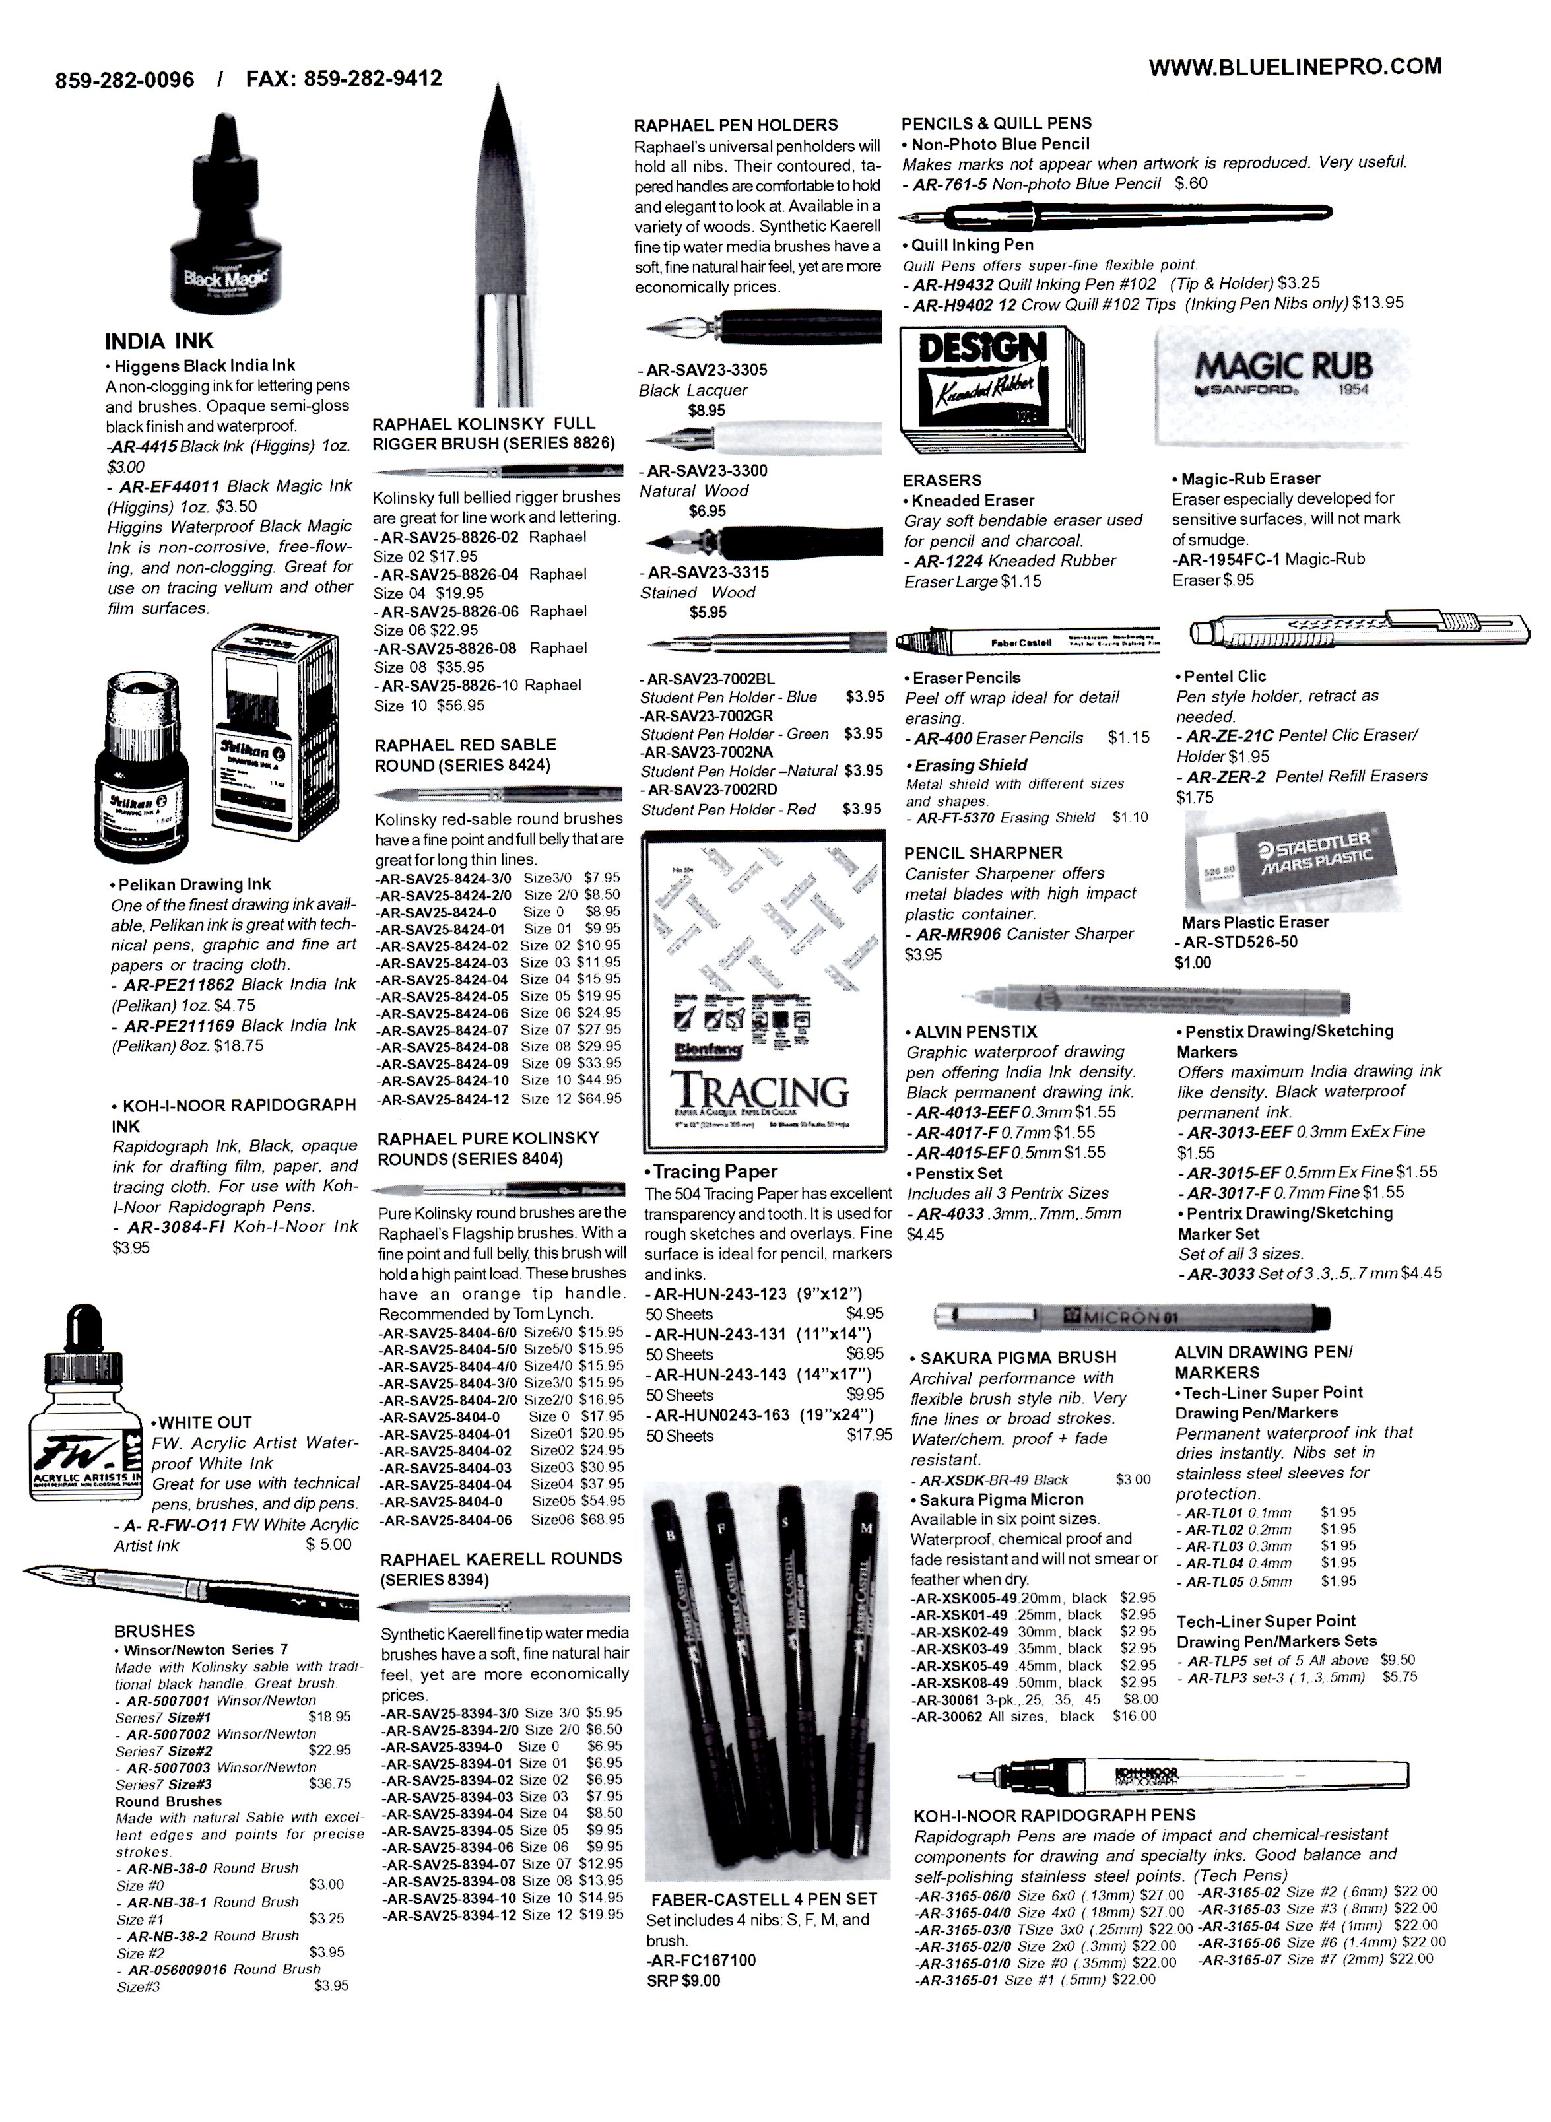 859-282-0096 / FAX: 859-282-9412
WWW.BLUELINEPRO.COM
Higgins
Black Magic
INDIA INK
• Higgens Black India Ink
A non-clogging ink for lettering pens
and brushes. Opaque semi-gloss
black finish and waterproof.
-AR-4415 Black Ink (Higgins) 1oz.
$3.00
- AR-EF44011 Black Magic Ink
(Higgins) 1oz. $3.50
Higgins Waterproof Black Magic
Ink is non-corrosive, free-flow-
ing, and non-clogging. Great for
use on tracing vellum and other
film surfaces.
Pelikan
DRAWING INK A
Pelikan
DRAWING INK A
• Pelikan Drawing Ink
One of the finest drawing ink avail-
able, Pelikan ink is great with tech-
nical pens, graphic and fine art
papers or tracing cloth.
- AR-PE211862 Black India Ink
(Pelikan) 1oz. $4.75
- AR-PE211169 Black India Ink
(Pelikan) 8oz. $18.75
• KOH-I-NOOR RAPIDOGRAPH
INK
Rapidograph Ink, Black, opaque
ink for drafting film, paper, and
tracing cloth. For use with Koh-
I-Noor Rapidograph Pens.
- AR-3084-FI Koh-I-Noor Ink
$3.95
FW.
INK
ACRYLIC ARTISTS IN
•WHITE OUT
FW. Acrylic Artist Water-
proof White Ink
Great for use with technical
pens, brushes, and dip pens.
- A- R-FW-O11 FW White Acrylic
Artist Ink $ 5.00
BRUSHES
• Winsor/Newton Series 7
Made with Kolinsky sable with tradi-
tional black handle. Great brush.
- AR-5007001 Winsor/Newton
Series7 Size#1 $18.95
- AR-5007002 Winsor/Newton
Series7 Size#2 $22.95
- AR-5007003 Winsor/Newton
Series7 Size#3 $36.75
Round Brushes
Made with natural Sable with excel-
lent edges and points for precise
strokes.
- AR-NB-38-0 Round Brush
Size #0 $3.00
- AR-NB-38-1 Round Brush
Size #1 $3.25
- AR-NB-38-2 Round Brush
Size #2 $3.95
- AR-056009016 Round Brush
Size#3 $3.95
RAPHAEL KOLINSKY FULL
RIGGER BRUSH (SERIES 8826)
Kolinsky full bellied rigger brushes
are great for line work and lettering.
-AR-SAV25-8826-02 Raphael
Size 02 $17.95
-AR-SAV25-8826-04 Raphael
Size 04 $19.95
-AR-SAV25-8826-06 Raphael
Size 06 $22.95
-AR-SAV25-8826-08 Raphael
Size 08 $35.95
-AR-SAV25-8826-10 Raphael
Size 10 $56.95
RAPHAEL RED SABLE
ROUND (SERIES 8424)
Kolinsky red-sable round brushes
have a fine point and full belly that are
great for long thin lines.
-AR-SAV25-8424-3/0 Size3/0 $7.95
-AR-SAV25-8424-2/0 Size 2/0 $8.50
-AR-SAV25-8424-0 Size 0 $8.95
-AR-SAV25-8424-01 Size 01 $9.95
-AR-SAV25-8424-02 Size 02 $10.95
-AR-SAV25-8424-03 Size 03 $11.95
-AR-SAV25-8424-04 Size 04 $15.95
-AR-SAV25-8424-05 Size 05 $19.95
-AR-SAV25-8424-06 Size 06 $24.95
-AR-SAV25-8424-07 Size 07 $27.95
-AR-SAV25-8424-08 Size 08 $29.95
-AR-SAV25-8424-09 Size 09 $33.95
-AR-SAV25-8424-10 Size 10 $44.95
-AR-SAV25-8424-12 Size 12 $64.95
RAPHAEL PURE KOLINSKY
ROUNDS (SERIES 8404)
Pure Kolinsky round brushes are the
Raphael's Flagship brushes. With a
fine point and full belly, this brush will
hold a high paint load. These brushes
have an orange tip handle.
Recommended by Tom Lynch.
-AR-SAV25-8404-6/0 Size6/0 $15.95
-AR-SAV25-8404-5/0 Size5/0 $15.95
-AR-SAV25-8404-4/0 Size4/0 $15.95
-AR-SAV25-8404-3/0 Size3/0 $15.95
-AR-SAV25-8404-2/0 Size2/0 $16.95
-AR-SAV25-8404-0 Size 0 $17.95
-AR-SAV25-8404-01 Size01 $20.95
-AR-SAV25-8404-02 Size02 $24.95
-AR-SAV25-8404-03 Size03 $30.95
-AR-SAV25-8404-04 Size04 $37.95
-AR-SAV25-8404-0 Size05 $54.95
-AR-SAV25-8404-06 Size06 $68.95
RAPHAEL KAERELL ROUNDS
(SERIES 8394)
Synthetic Kaerell fine tip water media
brushes have a soft, fine natural hair
feel, yet are more economically
prices.
-AR-SAV25-8394-3/0 Size 3/0 $5.95
-AR-SAV25-8394-2/0 Size 2/0 $6.50
-AR-SAV25-8394-0 Size 0 $6.95
-AR-SAV25-8394-01 Size 01 $6.95
-AR-SAV25-8394-02 Size 02 $6.95
-AR-SAV25-8394-03 Size 03 $7.95
-AR-SAV25-8394-04 Size 04 $8.50
-AR-SAV25-8394-05 Size 05 $9.95
-AR-SAV25-8394-06 Size 06 $9.95
-AR-SAV25-8394-07 Size 07 $12.95
-AR-SAV25-8394-08 Size 08 $13.95
-AR-SAV25-8394-10 Size 10 $14.95
-AR-SAV25-8394-12 Size 12 $19.95
RAPHAEL PEN HOLDERS
Raphael's universal penholders will
hold all nibs. Their contoured, ta-
pered handles are comfortable to hold
and elegant to look at. Available in a
variety of woods. Synthetic Kaerell
fine tip water media brushes have a
soft, fine natural hair feel, yet are more
economically prices.
-AR-SAV23-3305
Black Lacquer
$8.95
-AR-SAV23-3300
Natural Wood
$6.95
-AR-SAV23-3315
Stained Wood
$5.95
-AR-SAV23-7002BL
Student Pen Holder - Blue $3.95
-AR-SAV23-7002GR
Student Pen Holder - Green $3.95
-AR-SAV23-7002NA
Student Pen Holder –Natural $3.95
-AR-SAV23-7002RD
Student Pen Holder - Red $3.95
Bienfang
TRACING
•Tracing Paper
The 504 Tracing Paper has excellent
transparency and tooth. It is used for
rough sketches and overlays. Fine
surface is ideal for pencil, markers
and inks.
-AR-HUN-243-123 (9"x12")
50 Sheets $4.95
-AR-HUN-243-131 (11"x14")
50 Sheets $6.95
-AR-HUN-243-143 (14"x17")
50 Sheets $9.95
-AR-HUN0243-163 (19"x24")
50 Sheets $17.95
B F S M
FABER CASTELL
FABER CASTELL
FABER CASTELL
FABER CASTELL
FABER-CASTELL 4 PEN SET
Set includes 4 nibs: S, F, M, and
brush.
-AR-FC167100
SRP $9.00
PENCILS & QUILL PENS
• Non-Photo Blue Pencil
Makes marks not appear when artwork is reproduced. Very useful.
- AR-761-5 Non-photo Blue Pencil $.60
•Quill Inking Pen
Quill Pens offers super-fine flexible point.
- AR-H9432 Quill Inking Pen #102 (Tip & Holder) $3.25
- AR-H9402 12 Crow Quill #102 Tips (Inking Pen Nibs only) $13.95
DESIGN
Kneaded Rubber
1224
MAGIC RUB
SANFORD® 1954
ERASERS
• Kneaded Eraser
Gray soft bendable eraser used
for pencil and charcoal.
- AR-1224 Kneaded Rubber
Eraser Large $1.15
• Magic-Rub Eraser
Eraser especially developed for
sensitive surfaces, will not mark
of smudge.
-AR-1954FC-1 Magic-Rub
Eraser $.95
Faber Castell
• Eraser Pencils
Peel off wrap ideal for detail
erasing.
- AR-400 Eraser Pencils $1.15
• Erasing Shield
Metal shield with different sizes
and shapes.
- AR-FT-5370 Erasing Shield $1.10
• Pentel Clic
Pen style holder, retract as
needed.
- AR-ZE-21C Pentel Clic Eraser/
Holder $1.95
- AR-ZER-2 Pentel Refill Erasers
$1.75
PENCIL SHARPNER
Canister Sharpener offers
metal blades with high impact
plastic container.
- AR-MR906 Canister Sharper
$3.95
526 50
STAEDTLER
MARS PLASTIC
Mars Plastic Eraser
-AR-STD526-50
$1.00
• ALVIN PENSTIX
Graphic waterproof drawing
pen offering India Ink density.
Black permanent drawing ink.
-AR-4013-EEF 0.3mm $1.55
-AR-4017-F 0.7mm $1.55
-AR-4015-EF 0.5mm $1.55
• Penstix Set
Includes all 3 Pentrix Sizes
-AR-4033 .3mm,.7mm,.5mm
$4.45
• Penstix Drawing/Sketching
Markers
Offers maximum India drawing ink
like density. Black waterproof
permanent ink.
-AR-3013-EEF 0.3mm ExEx Fine
$1.55
-AR-3015-EF 0.5mm Ex Fine $1.55
-AR-3017-F 0.7mm Fine $1.55
• Pentrix Drawing/Sketching
Marker Set
Set of all 3 sizes.
-AR-3033 Set of 3 .3,.5,.7mm $4.45
MICRON 01
• SAKURA PIGMA BRUSH
Archival performance with
flexible brush style nib. Very
fine lines or broad strokes.
Water/chem. proof + fade
resistant.
- AR-XSDK-BR-49 Black $3.00
• Sakura Pigma Micron
Available in six point sizes.
Waterproof, chemical proof and
fade resistant and will not smear or
feather when dry.
-AR-XSK005-49.20mm, black $2.95
-AR-XSK01-49 .25mm, black $2.95
-AR-XSK02-49 .30mm, black $2.95
-AR-XSK03-49 .35mm, black $2.95
-AR-XSK05-49 .45mm, black $2.95
-AR-XSK08-49 .50mm, black $2.95
-AR-30061 3-pk.,.25, .35, .45 $8.00
-AR-30062 All sizes, black $16.00
ALVIN DRAWING PEN/
MARKERS
•Tech-Liner Super Point
Drawing Pen/Markers
Permanent waterproof ink that
dries instantly. Nibs set in
stainless steel sleeves for
protection.
- AR-TL01 0.1mm $1.95
- AR-TL02 0.2mm $1.95
- AR-TL03 0.3mm $1.95
- AR-TL04 0.4mm $1.95
- AR-TL05 0.5mm $1.95
Tech-Liner Super Point
Drawing Pen/Markers Sets
- AR-TLP5 set of 5 All above $9.50
- AR-TLP3 set-3 (.1,.3,.5mm) $5.75
KOH-I-NOOR
RAPIDOGRAPH
KOH-I-NOOR RAPIDOGRAPH PENS
Rapidograph Pens are made of impact and chemical-resistant
components for drawing and specialty inks. Good balance and
self-polishing stainless steel points. (Tech Pens)
-AR-3165-06/0 Size 6x0 (.13mm) $27.00
-AR-3165-04/0 Size 4x0 (.18mm) $27.00
-AR-3165-03/0 TSize 3x0 (.25mm) $22.00
-AR-3165-02/0 Size 2x0 (.3mm) $22.00
-AR-3165-01/0 Size #0 (.35mm) $22.00
-AR-3165-01 Size #1 (.5mm) $22.00
-AR-3165-02 Size #2 (.6mm) $22.00
-AR-3165-03 Size #3 (.8mm) $22.00
-AR-3165-04 Size #4 (1mm) $22.00
-AR-3165-06 Size #6 (1.4mm) $22.00
-AR-3165-07 Size #7 (2mm) $22.00